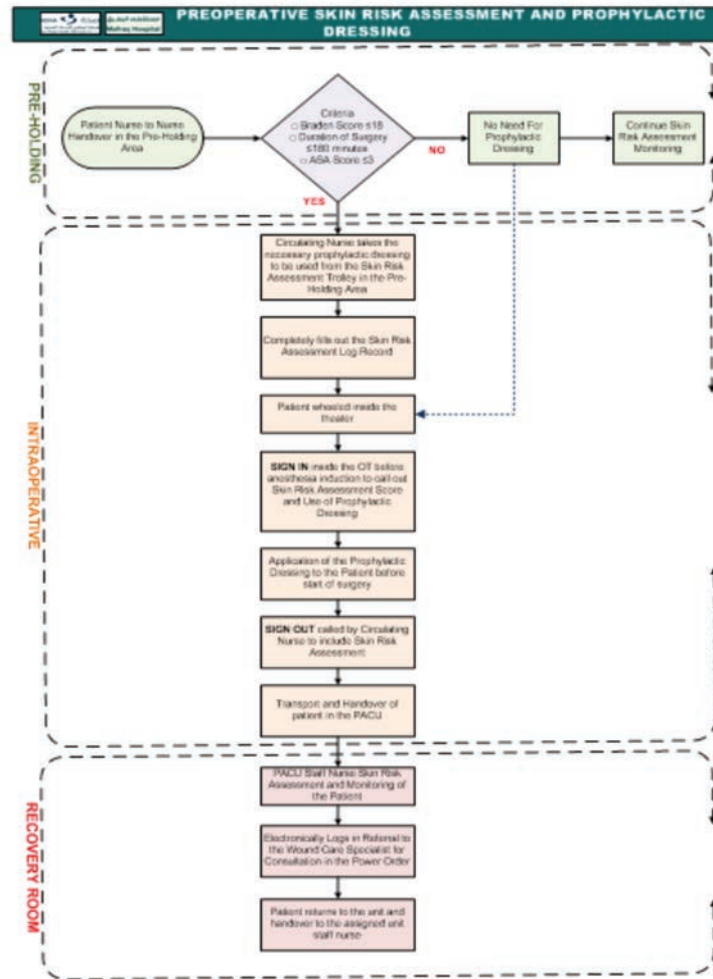 Mafraq Hospital
PREOPERATIVE SKIN RISK ASSESSMENT AND PROPHYLACTIC
DRESSING
PRE-HOLDING
Patient Nurse to Nurse
Handover in the Pre-Holding
Area
Criteria
○ Braden Score ≤18
○ Duration of Surgery
≤180 minutes
○ ASA Score ≤3
NO
YES
No Need For
Prophylactic
Dressing
Continue Skin
Risk Assessment
Monitoring
INTRAOPERATIVE
Circulating Nurse takes the
necessary prophylactic dressing
to be used from the Skin Risk
Assessment Trolley in the Pre-
Holding Area
Completely fills out the Skin Risk
Assessment Log Record
Patient wheeled inside the
theater
SIGN IN inside the OT before
anesthesia induction to call out
Skin Risk Assessment Score
and Use of Prophylactic
Dressing
Application of the Prophylactic
Dressing to the Patient before
start of surgery
SIGN OUT called by Circulating
Nurse to include Skin Risk
Assessment
Transport and Handover of
patient in the PACU
RECOVERY ROOM
PACU Staff Nurse Skin Risk
Assessment and Monitoring of
the Patient
Electronically Logs in Referral to
the Wound Care Specialist for
Consultation in the Power Order
Patient returns to the unit and
handover to the assigned unit
staff nurse